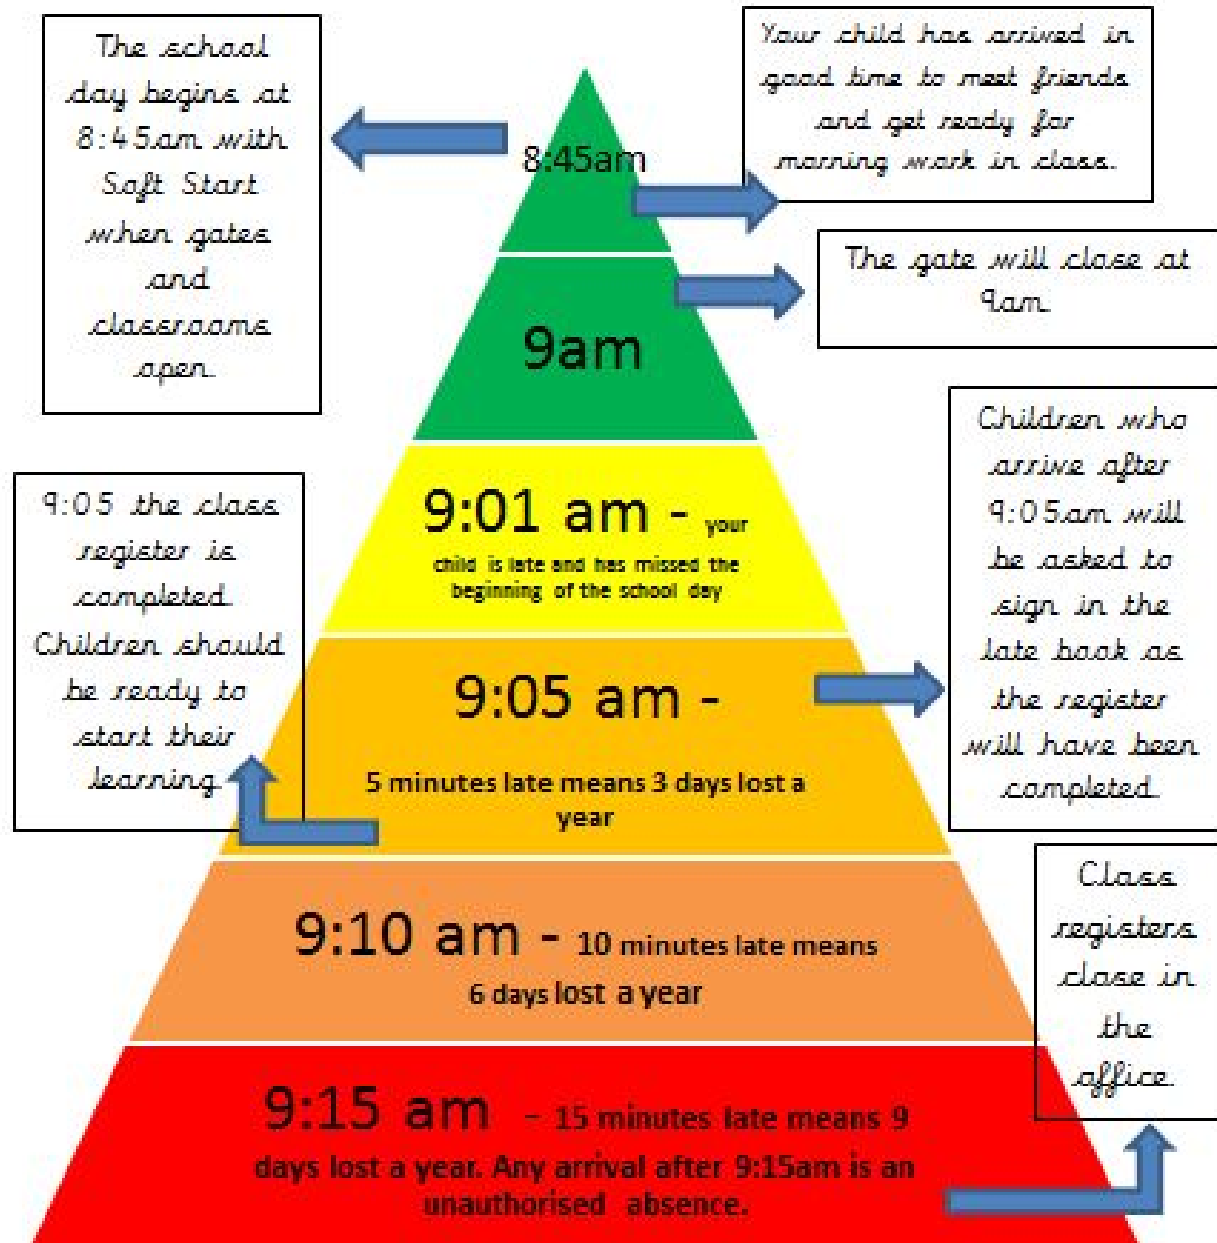 The school
day begins at
8:45am with
Soft Start
when gates
and
classrooms
open.
8:45am
Your child has arrived in
good time to meet friends
and get ready for
morning work in class.
9am
The gate will close at
9am.
9:01 am - your
child is late and has missed the
beginning of the school day
9:05 the class
register is
completed.
Children should
be ready to
start their
learning.
9:05 am -
5 minutes late means 3 days lost a
year
Children who
arrive after
9:05am will
be asked to
sign in the
late book as
the register
will have been
completed.
9:10 am - 10 minutes late means
6 days lost a year
Class
registers
close in
the
office.
9:15 am - 15 minutes late means 9
days lost a year. Any arrival after 9:15am is an
unauthorised absence.